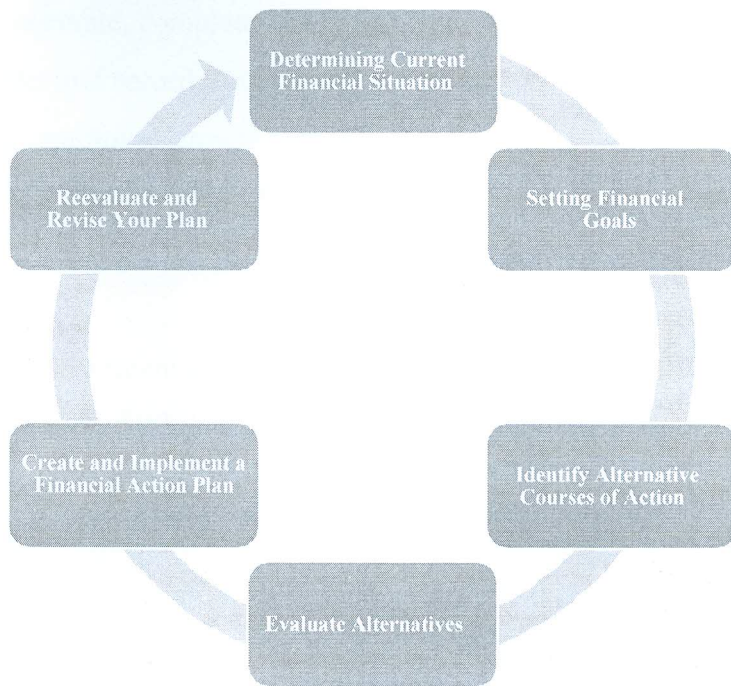 Determining Current
Financial Situation
Setting Financial
Goals
Identify Alternative
Courses of Action
Evaluate Alternatives
Create and Implement a
Financial Action Plan
Reevaluate and
Revise Your Plan